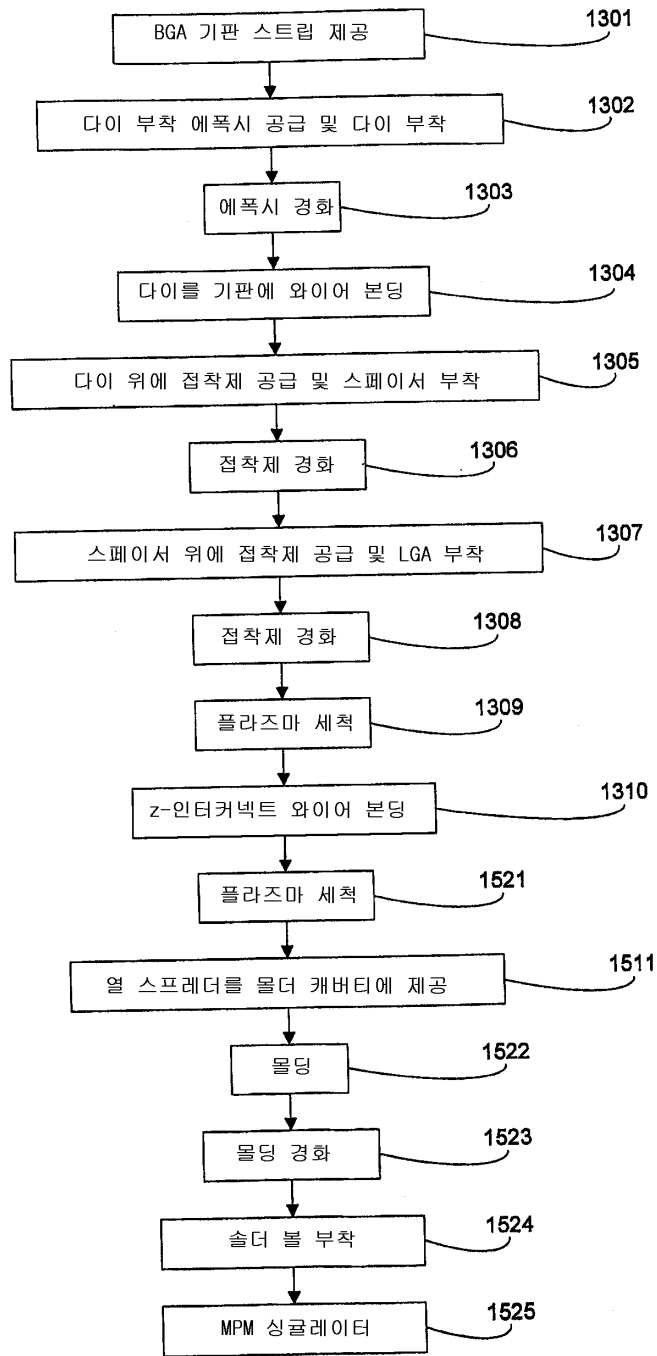 BGA 기판 스트립 제공 1301
다이 부착 에폭시 공급 및 다이 부착 1302
에폭시 경화 1303
다이를 기판에 와이어 본딩 1304
다이 위에 접착제 공급 및 스페이서 부착 1305
접착제 경화 1306
스페이서 위에 접착제 공급 및 LGA 부착 1307
접착제 경화 1308
플라즈마 세척 1309
z-인터커넥트 와이어 본딩 1310
플라즈마 세척 1521
열 스프레더를 몰더 캐버티에 제공 1511
몰딩 1522
몰딩 경화 1523
솔더 볼 부착 1524
MPM 싱귤레이터 1525